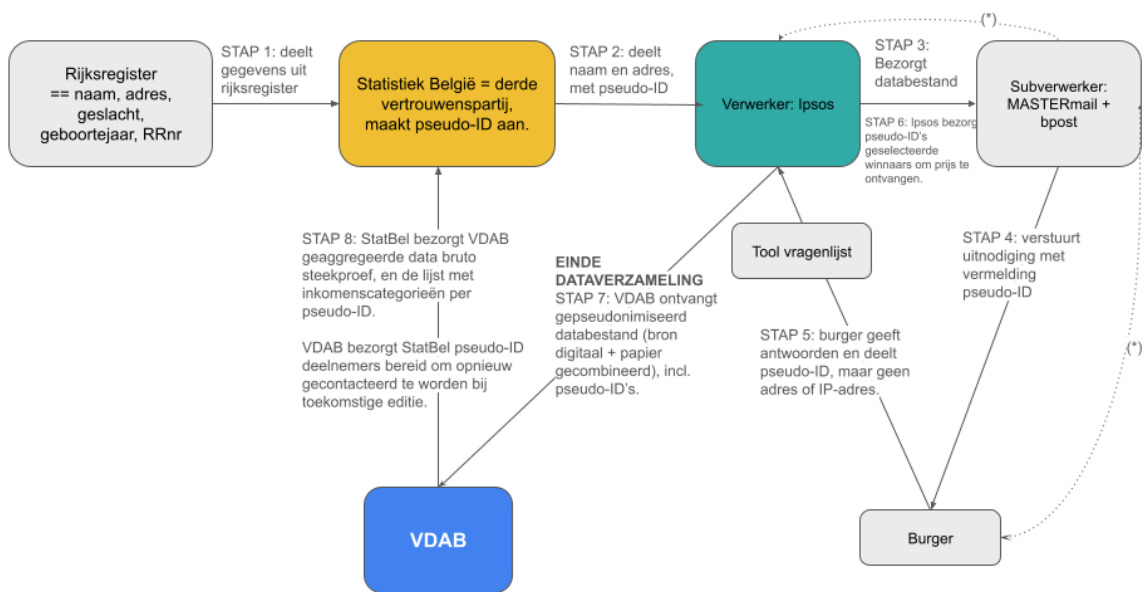 (*)
STAP 1: deelt
gegevens uit
rijksregister
STAP 2: deelt
naam en adres,
met pseudo-ID
STAP 3:
Bezorgt
databestand
Rijksregister
== naam, adres,
geslacht,
geboortejaar, RRnr
Statistiek België = derde
vertrouwenspartij,
maakt pseudo-ID aan.
Verwerker: Ipsos
Subverwerker:
MASTERmail +
bpost
STAP 6: Ipsos bezorg
pseudo-ID's
geselecteerde
winnaars om prijs te
ontvangen.
STAP 8: StatBel bezorgt VDAB
geaggregeerde data bruto
steekproef, en de lijst met
inkomenscategorieën per
pseudo-ID.
VDAB bezorgt StatBel pseudo-ID
deelnemers bereid om opnieuw
gecontacteerd te worden bij
toekomstige editie.
EINDE
DATAVERZAMELING
STAP 7: VDAB ontvangt
gepseudonimiseerd
databestand (bron
digitaal + papier
gecombineerd), incl.
pseudo-ID's.
Tool vragenlijst
STAP 4: verstuurt
uitnodiging met
vermelding
pseudo-ID
STAP 5: burger geeft
antwoorden en deelt
pseudo-ID, maar geen
adres of IP-adres.
(*)
VDAB
Burger